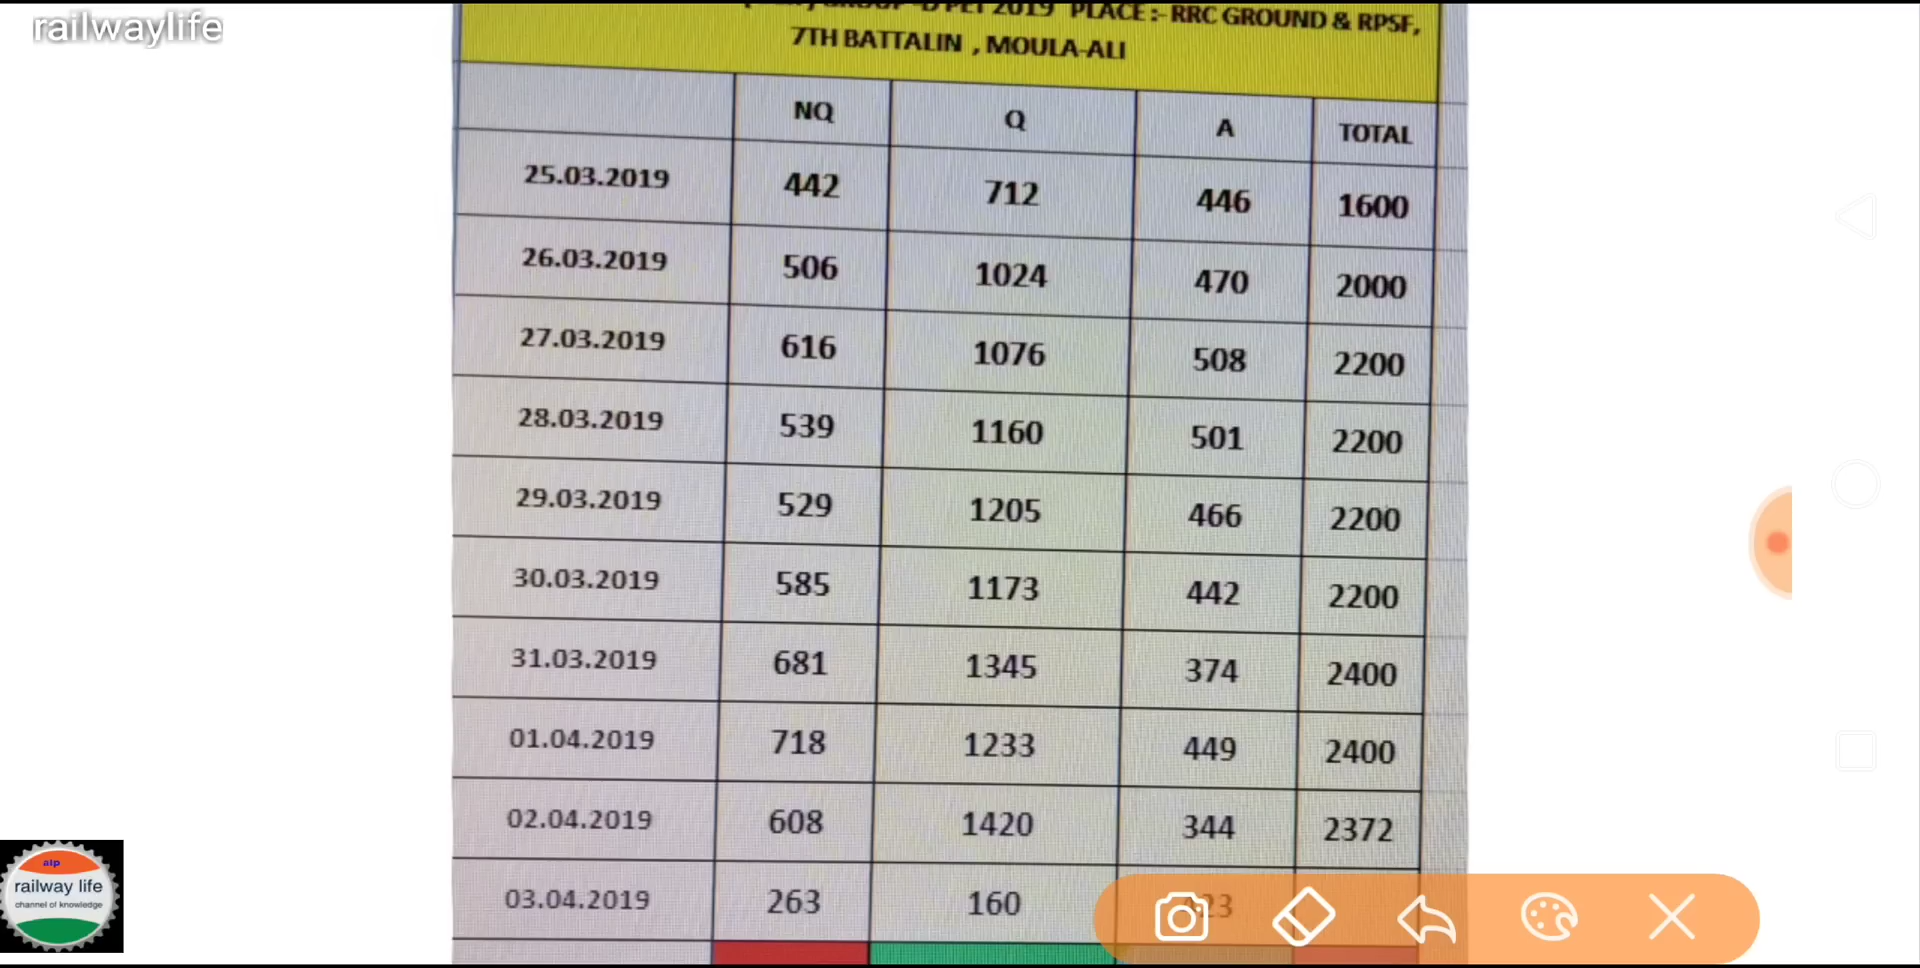 railwaylife
PET 2019 PLACE :- RRC GROUND & RPSF,
7TH BATTALIN , MOULA-ALI
NQ Q A TOTAL
25.03.2019 442 712 446 1600
26.03.2019 506 1024 470 2000
27.03.2019 616 1076 508 2200
28.03.2019 539 1160 501 2200
29.03.2019 529 1205 466 2200
30.03.2019 585 1173 442 2200
31.03.2019 681 1345 374 2400
01.04.2019 718 1233 449 2400
02.04.2019 608 1420 344 2372
03.04.2019 263 160
alp
railway life
channel of knowledge